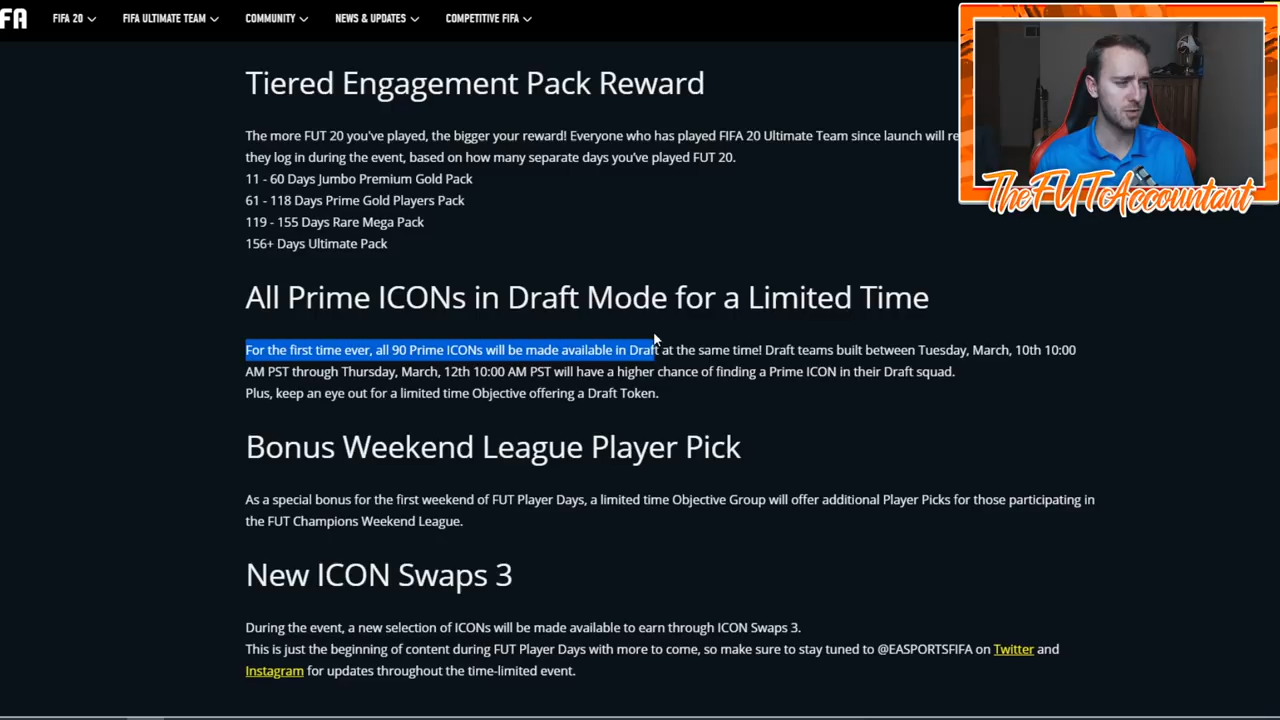 FA
FIFA 20
FIFA ULTIMATE TEAM
COMMUNITY
NEWS & UPDATES
COMPETITIVE FIFA
Tiered Engagement Pack Reward
The more FUT 20 you've played, the bigger your reward! Everyone who has played FIFA 20 Ultimate Team since launch will
they log in during the event, based on how many separate days you've played FUT 20.
11 - 60 Days Jumbo Premium Gold Pack
61 - 118 Days Prime Gold Players Pack
119 - 155 Days Rare Mega Pack
156+ Days Ultimate Pack
TheFUTAccountant
All Prime ICONs in Draft Mode for a Limited Time
For the first time ever, all 90 Prime ICONs will be made available in Draft at the same time! Draft teams built between Tuesday, March, 10th 10:00
AM PST through Thursday, March, 12th 10:00 AM PST will have a higher chance of finding a Prime ICON in their Draft squad.
Plus, keep an eye out for a limited time Objective offering a Draft Token.
Bonus Weekend League Player Pick
As a special bonus for the first weekend of FUT Player Days, a limited time Objective Group will offer additional Player Picks for those participating in
the FUT Champions Weekend League.
New ICON Swaps 3
During the event, a new selection of ICONs will be made available to earn through ICON Swaps 3.
This is just the beginning of content during FUT Player Days with more to come, so make sure to stay tuned to @EASPORTSFIFA on Twitter and
Instagram for updates throughout the time-limited event.